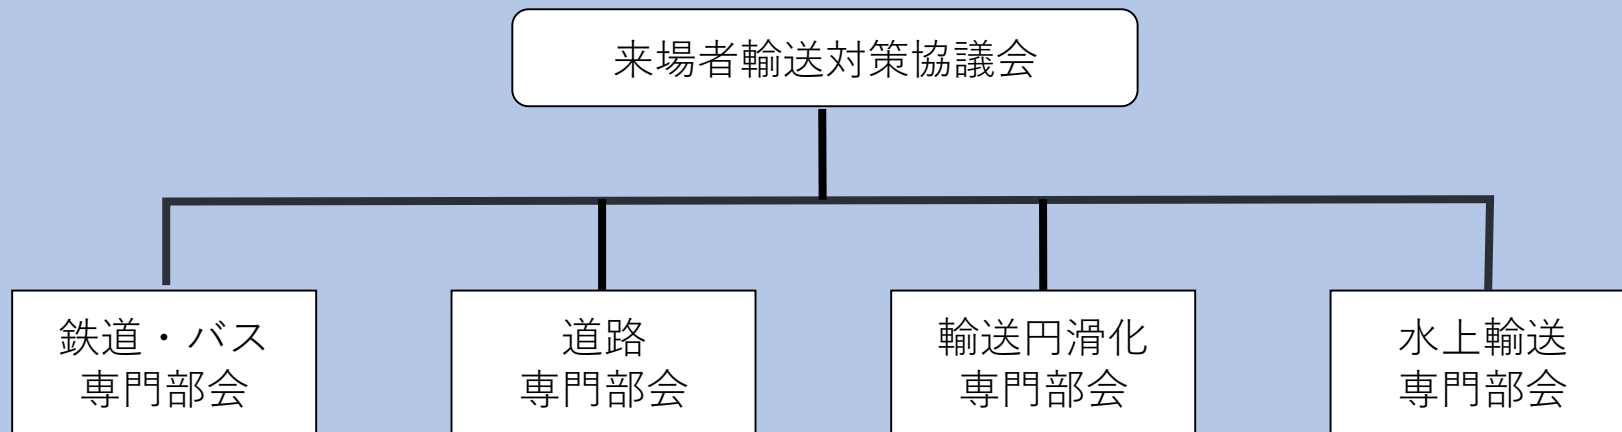 来場者輸送対策協議会
鉄道・バス
専門部会
道路
専門部会
輸送円滑化
専門部会
水上輸送
専門部会